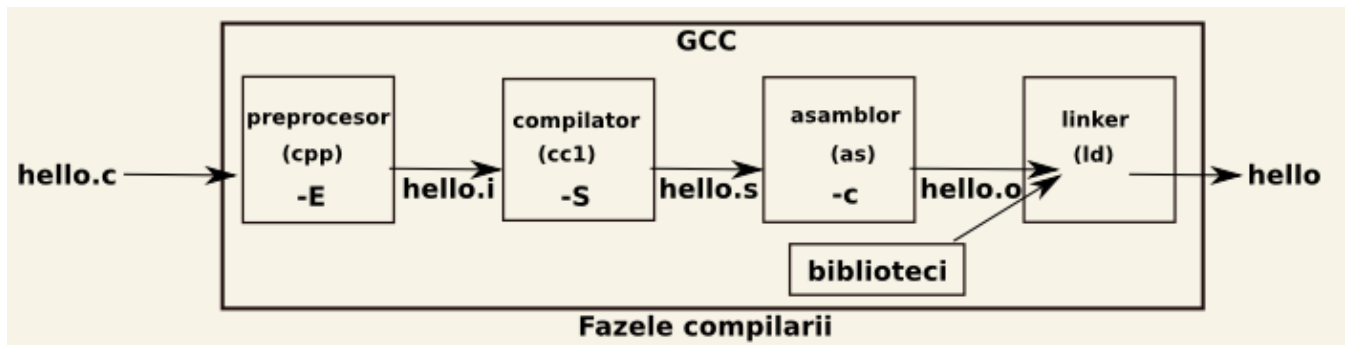 GCC
hello.c
preprocesor
(cpp)
-E
hello.i
compilator
(cc1)
-S
hello.s
asamblor
(as)
-c
hello.o
linker
(ld)
hello
biblioteci
Fazele compilarii